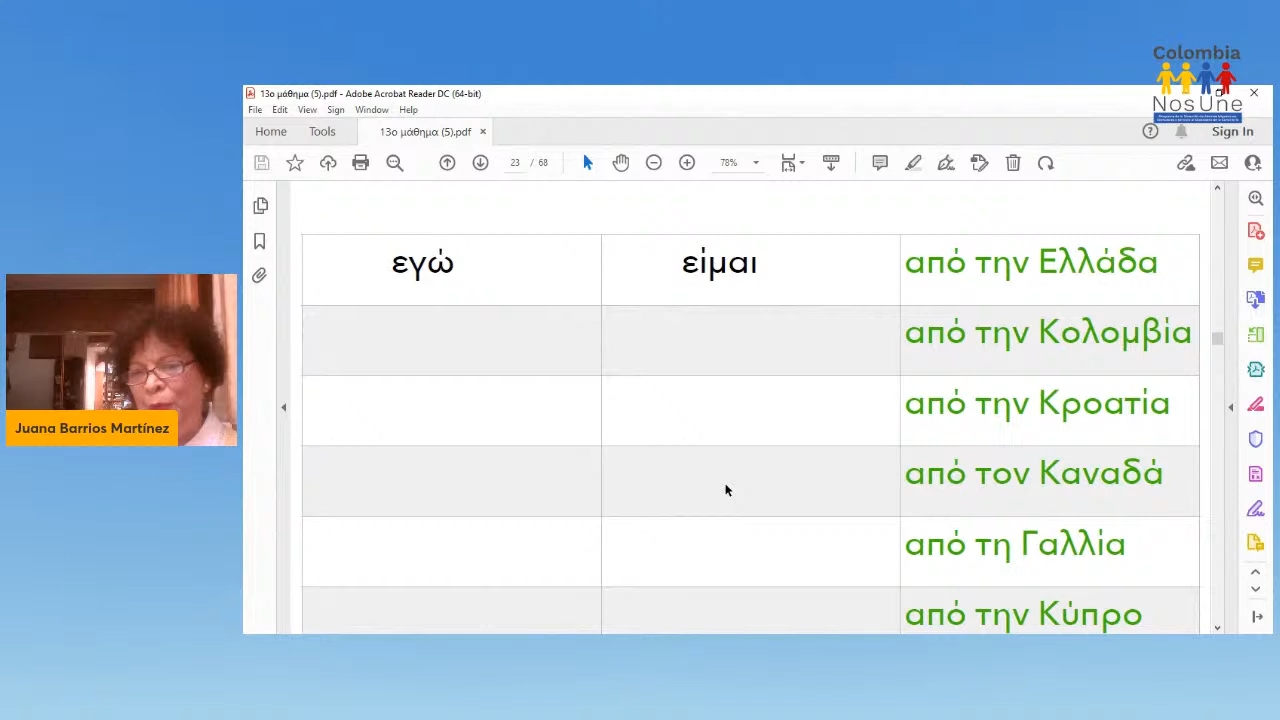 Colombia
NosUne
13ο μάθημα (5).pdf - Adobe Acrobat Reader DC (64-bit)
File Edit View Sign Window Help
Home Tools 13ο μάθημα (5).pdf
Sign In
23 / 68 78%
εγώ είμαι από την Ελλάδα
από την Κολομβία
από την Κροατία
από τον Καναδά
από τη Γαλλία
από την Κύπρο
Juana Barrios Martínez